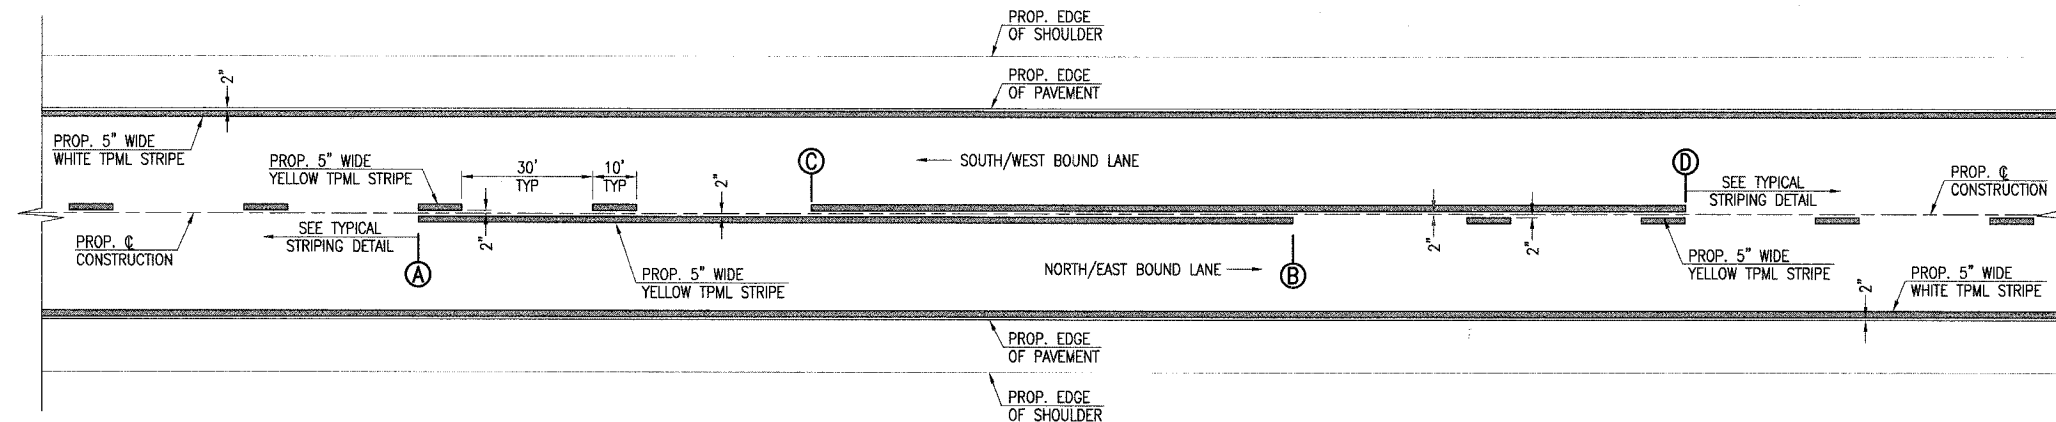 PROP. EDGE
OF SHOULDER
PROP. EDGE
OF PAVEMENT
2"
PROP. 5" WIDE
WHITE TPML STRIPE
PROP. 5" WIDE
YELLOW TPML STRIPE
30'
TYP
10'
TYP
2"
C
SOUTH/WEST BOUND LANE
D
SEE TYPICAL
STRIPING DETAIL
PROP. ℄
CONSTRUCTION
PROP. ℄
CONSTRUCTION
SEE TYPICAL
STRIPING DETAIL
2"
A
PROP. 5" WIDE
YELLOW TPML STRIPE
NORTH/EAST BOUND LANE
B
2"
2"
PROP. 5" WIDE
YELLOW TPML STRIPE
2"
PROP. 5" WIDE
WHITE TPML STRIPE
PROP. EDGE
OF PAVEMENT
PROP. EDGE
OF SHOULDER